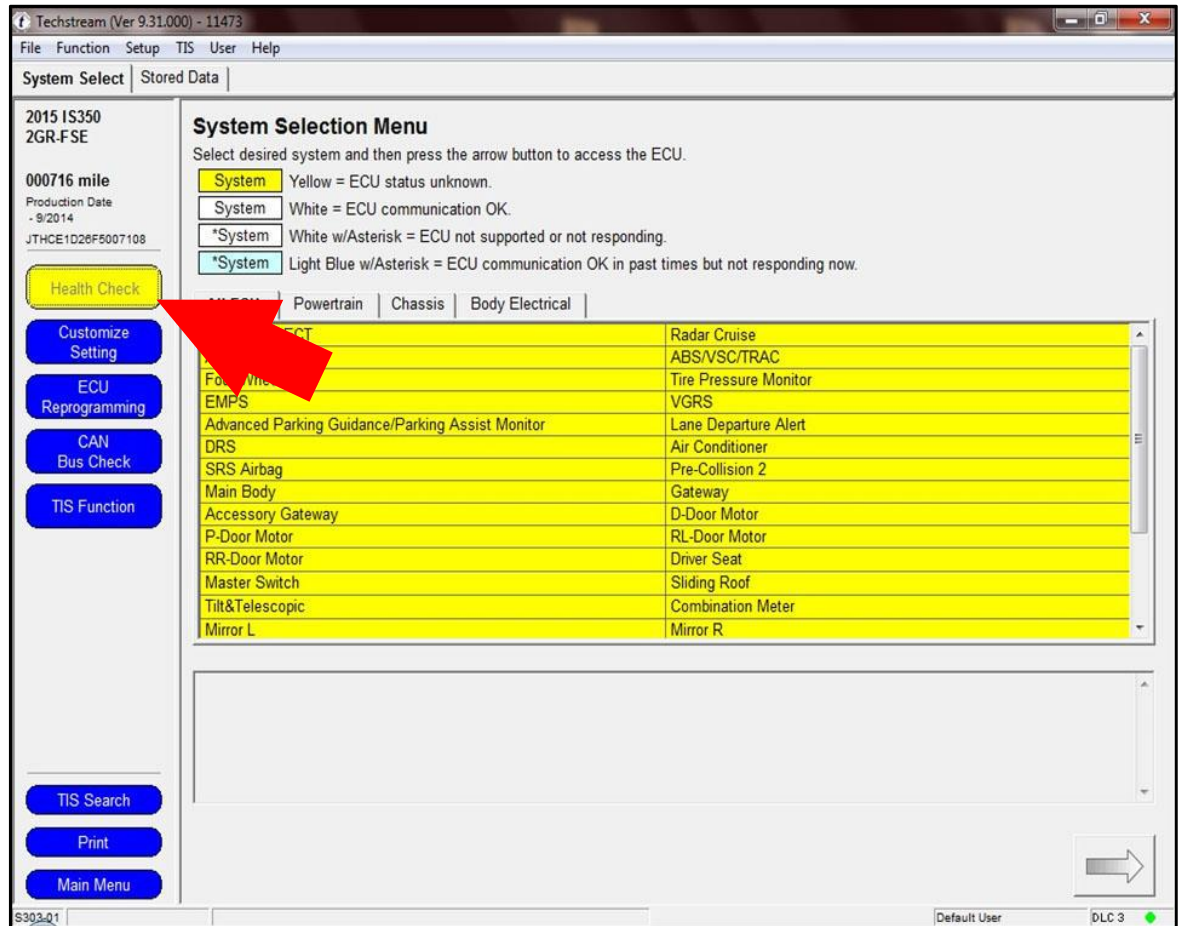 Techstream (Ver 9.31.000) - 11473
File Function Setup TIS User Help
System Select Stored Data
2015 IS350
2GR-FSE
000716 mile
Production Date
- 9/2014
JTHCE1D26F5007108
Health Check
Customize
Setting
ECU
Reprogramming
CAN
Bus Check
TIS Function
TIS Search
Print
Main Menu
System Selection Menu
Select desired system and then press the arrow button to access the ECU.
System Yellow = ECU status unknown.
System White = ECU communication OK.
*System White w/Asterisk = ECU not supported or not responding.
*System Light Blue w/Asterisk = ECU communication OK in past times but not responding now.
Powertrain Chassis Body Electrical
Radar Cruise
ABS/VSC/TRAC
Tire Pressure Monitor
EMPS VGRS
Advanced Parking Guidance/Parking Assist Monitor Lane Departure Alert
DRS Air Conditioner
SRS Airbag Pre-Collision 2
Main Body Gateway
Accessory Gateway D-Door Motor
P-Door Motor RL-Door Motor
RR-Door Motor Driver Seat
Master Switch Sliding Roof
Tilt&Telescopic Combination Meter
Mirror L Mirror R
S303-01 Default User DLC 3